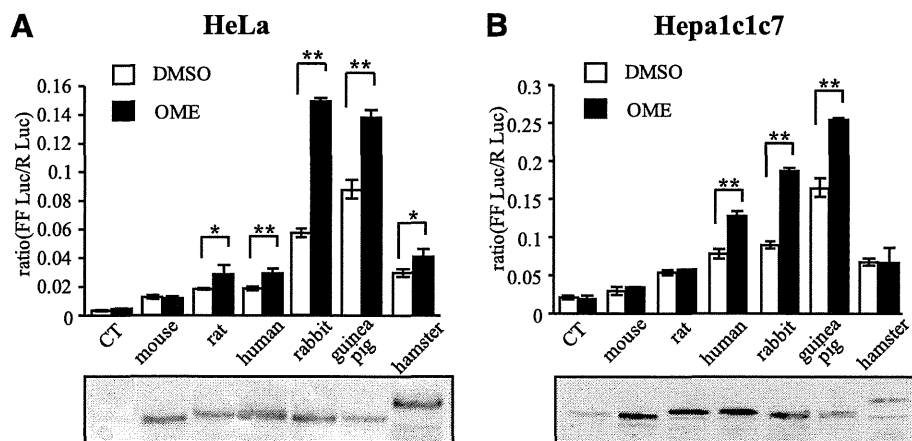 A
HeLa
DMSO
OME
ratio(FF Luc/R Luc)
0.16
0.14
0.12
0.1
0.08
0.06
0.04
0.02
0
*
**
**
**
*
CT
mouse
rat
human
rabbit
guinea pig
hamster
B
Hepa1c1c7
DMSO
OME
ratio(FF Luc/R Luc)
0.3
0.25
0.20
0.15
0.1
0.05
0
**
**
**
CT
mouse
rat
human
rabbit
guinea pig
hamster